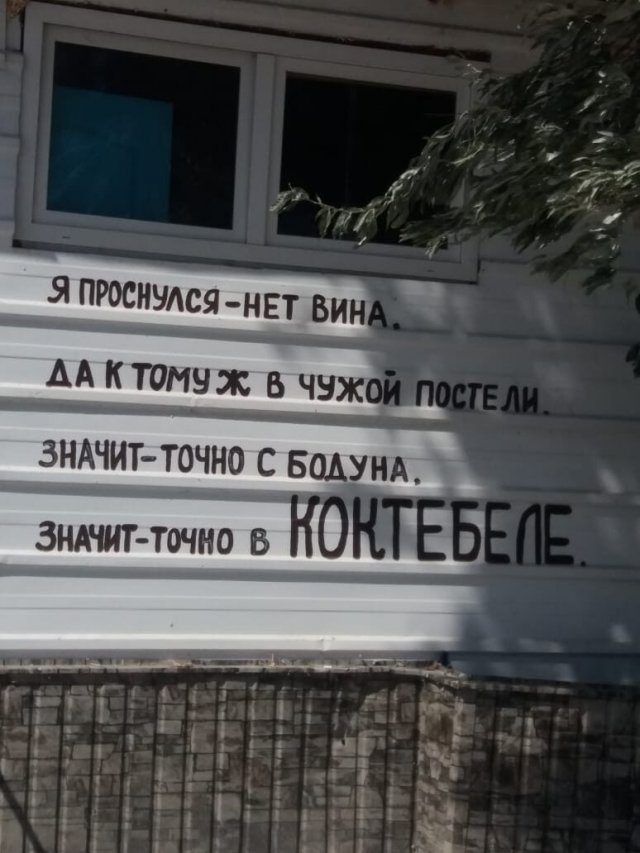 Я ПРОСНУЛСЯ-НЕТ ВИНА.
ДА К ТОМУ Ж В ЧУЖОЙ ПОСТЕЛИ.
ЗНАЧИТ-ТОЧНО С БОДУНА.
ЗНАЧИТ-ТОЧНО В КОКТЕБЕЛЕ.